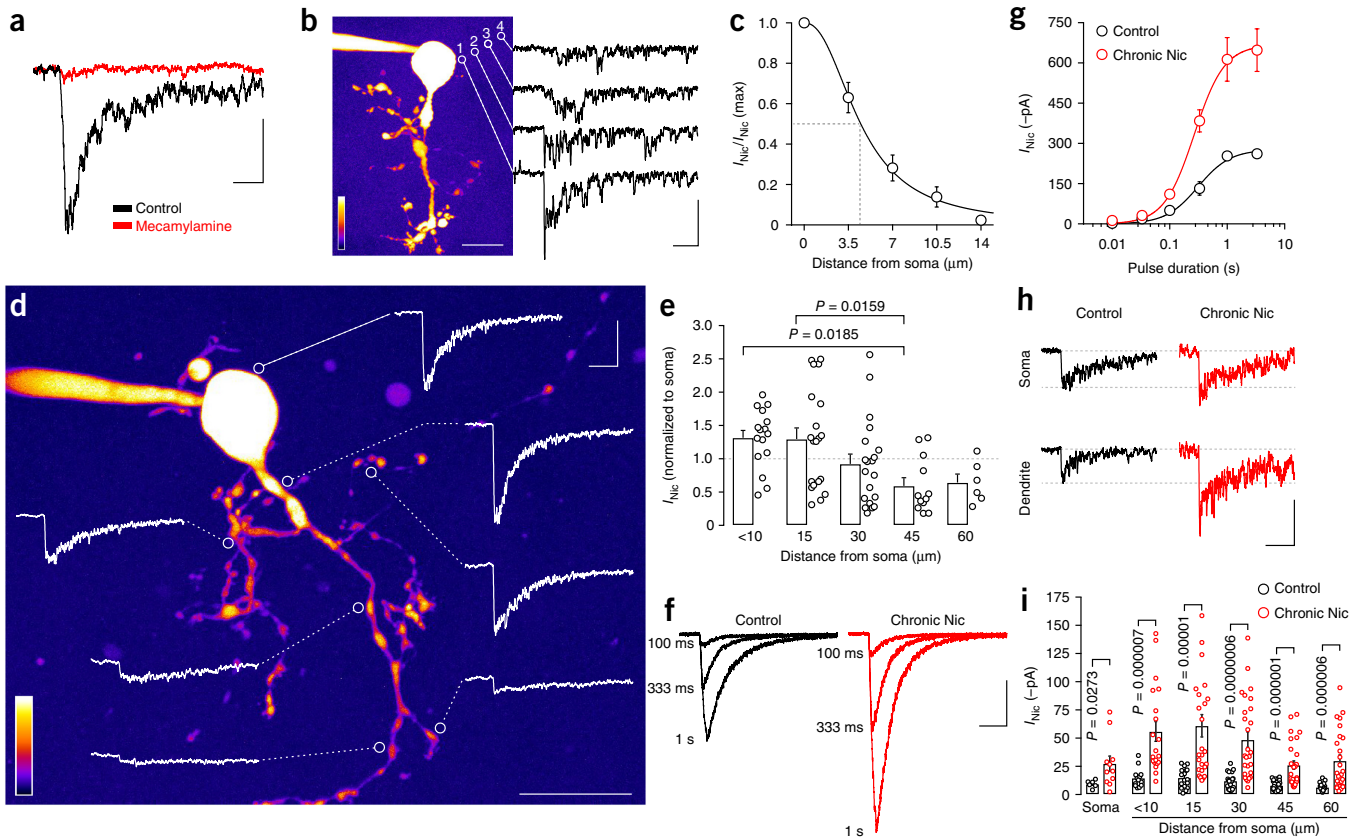 a
Control
Mecamylamine
b
1
2
3
4
c
I_Nic/I_Nic (max)
1.0
0.8
0.6
0.4
0.2
0
0
3.5
7
10.5
14
Distance from soma (μm)
g
Control
Chronic Nic
I_Nic (–pA)
750
600
450
300
150
0
0.01
0.1
1
10
Pulse duration (s)
d
e
P = 0.0159
P = 0.0185
I_Nic (normalized to soma)
3.0
2.5
2.0
1.5
1.0
0.5
0
<10
15
30
45
60
Distance from soma (μm)
h
Control
Chronic Nic
Soma
Dendrite
f
Control
Chronic Nic
100 ms
333 ms
1 s
100 ms
333 ms
1 s
i
Control
Chronic Nic
I_Nic (–pA)
175
150
125
100
75
50
25
0
P = 0.0273
P = 0.000007
P = 0.00001
P = 0.0000006
P = 0.000001
P = 0.000006
Soma
<10
15
30
45
60
Distance from soma (μm)